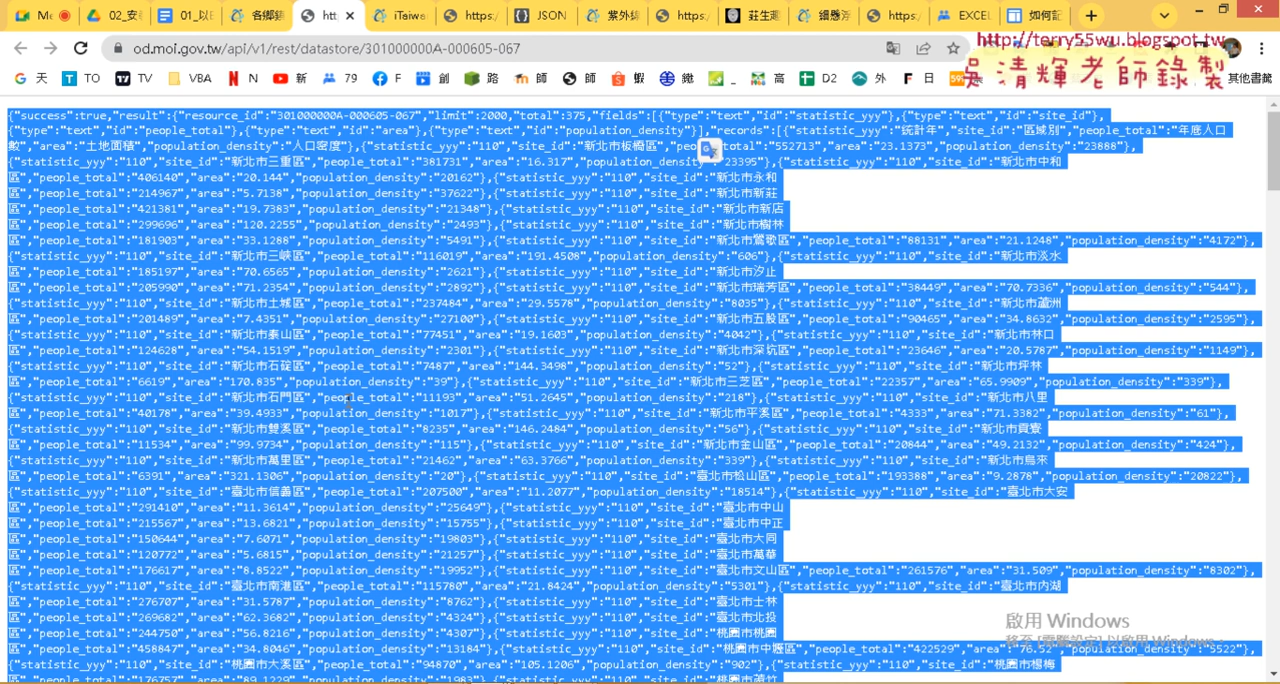 Me
02_安
01_以
各鄉鎮
htt
iTaiwa
https:/
JSON
紫外線
https:/
莊生
https:/
EXCEL
如何記
od.moi.gov.tw/api/v1/rest/datastore/301000000A-000605-067
http://terry55wu.blogspot.tw
吳清輝老師錄製
天 TO TV VBA N 新 79 F 創 路 師 師 蝦 _ 高 D2 外 日 其他書籤
{"success":true,"result":{"resource_id":"301000000A-000605-067","limit":2000,"total":375,"fields":[{"type":"text","id":"statistic_yyy"},{"type":"text","id":"site_id"},
{"type":"text","id":"people_total"},{"type":"text","id":"area"},{"type":"text","id":"population_density"}],"records":[{"statistic_yyy":"統計年","site_id":"區域別","people_total":"年底人口
數","area":"土地面積","population_density":"人口密度"},{"statistic_yyy":"110","site_id":"新北市板橋區","people_total":"552713","area":"23.1373","population_density":"23888"},
{"statistic_yyy":"110","site_id":"新北市三重區","people_total":"381731","area":"16.317","population_density":"23395"},{"statistic_yyy":"110","site_id":"新北市中和
區","people_total":"406140","area":"20.144","population_density":"20162"},{"statistic_yyy":"110","site_id":"新北市永和
區","people_total":"214967","area":"5.7138","population_density":"37622"},{"statistic_yyy":"110","site_id":"新北市新莊
區","people_total":"421381","area":"19.7383","population_density":"21348"},{"statistic_yyy":"110","site_id":"新北市新店
區","people_total":"299696","area":"120.2255","population_density":"2493"},{"statistic_yyy":"110","site_id":"新北市樹林
區","people_total":"181903","area":"33.1288","population_density":"5491"},{"statistic_yyy":"110","site_id":"新北市鶯歌區","people_total":"88131","area":"21.1248","population_density":"4172"},
{"statistic_yyy":"110","site_id":"新北市三峽區","people_total":"116019","area":"191.4508","population_density":"606"},{"statistic_yyy":"110","site_id":"新北市淡水
區","people_total":"185197","area":"70.6565","population_density":"2621"},{"statistic_yyy":"110","site_id":"新北市汐止
區","people_total":"205990","area":"71.2354","population_density":"2892"},{"statistic_yyy":"110","site_id":"新北市瑞芳區","people_total":"38449","area":"70.7336","population_density":"544"},
{"statistic_yyy":"110","site_id":"新北市土城區","people_total":"237484","area":"29.5578","population_density":"8035"},{"statistic_yyy":"110","site_id":"新北市蘆洲
區","people_total":"201489","area":"7.4351","population_density":"27100"},{"statistic_yyy":"110","site_id":"新北市五股區","people_total":"90465","area":"34.8632","population_density":"2595"},
{"statistic_yyy":"110","site_id":"新北市泰山區","people_total":"77451","area":"19.1603","population_density":"4042"},{"statistic_yyy":"110","site_id":"新北市林口
區","people_total":"124628","area":"54.1519","population_density":"2301"},{"statistic_yyy":"110","site_id":"新北市深坑區","people_total":"23646","area":"20.5787","population_density":"1149"},
{"statistic_yyy":"110","site_id":"新北市石碇區","people_total":"7487","area":"144.3498","population_density":"52"},{"statistic_yyy":"110","site_id":"新北市坪林
區","people_total":"6619","area":"170.835","population_density":"39"},{"statistic_yyy":"110","site_id":"新北市三芝區","people_total":"22357","area":"65.9909","population_density":"339"},
{"statistic_yyy":"110","site_id":"新北市石門區","people_total":"11193","area":"51.2645","population_density":"218"},{"statistic_yyy":"110","site_id":"新北市八里
區","people_total":"40178","area":"39.4933","population_density":"1017"},{"statistic_yyy":"110","site_id":"新北市平溪區","people_total":"4333","area":"71.3382","population_density":"61"},
{"statistic_yyy":"110","site_id":"新北市雙溪區","people_total":"8235","area":"146.2484","population_density":"56"},{"statistic_yyy":"110","site_id":"新北市貢寮
區","people_total":"11534","area":"99.9734","population_density":"115"},{"statistic_yyy":"110","site_id":"新北市金山區","people_total":"20844","area":"49.2132","population_density":"424"},
{"statistic_yyy":"110","site_id":"新北市萬里區","people_total":"21462","area":"63.3766","population_density":"339"},{"statistic_yyy":"110","site_id":"新北市烏來
區","people_total":"6391","area":"321.1306","population_density":"20"},{"statistic_yyy":"110","site_id":"臺北市松山區","people_total":"193388","area":"9.2878","population_density":"20822"},
{"statistic_yyy":"110","site_id":"臺北市信義區","people_total":"207500","area":"11.2077","population_density":"18514"},{"statistic_yyy":"110","site_id":"臺北市大安
區","people_total":"291410","area":"11.3614","population_density":"25649"},{"statistic_yyy":"110","site_id":"臺北市中山
區","people_total":"215567","area":"13.6821","population_density":"15755"},{"statistic_yyy":"110","site_id":"臺北市中正
區","people_total":"150644","area":"7.6071","population_density":"19803"},{"statistic_yyy":"110","site_id":"臺北市大同
區","people_total":"120772","area":"5.6815","population_density":"21257"},{"statistic_yyy":"110","site_id":"臺北市萬華
區","people_total":"176617","area":"8.8522","population_density":"19952"},{"statistic_yyy":"110","site_id":"臺北市文山區","people_total":"261576","area":"31.509","population_density":"8302"},
{"statistic_yyy":"110","site_id":"臺北市南港區","people_total":"115780","area":"21.8424","population_density":"5301"},{"statistic_yyy":"110","site_id":"臺北市內湖
區","people_total":"276707","area":"31.5787","population_density":"8762"},{"statistic_yyy":"110","site_id":"臺北市士林
區","people_total":"269682","area":"62.3682","population_density":"4324"},{"statistic_yyy":"110","site_id":"臺北市北投
區","people_total":"244750","area":"56.8216","population_density":"4307"},{"statistic_yyy":"110","site_id":"桃園市桃園
區","people_total":"458847","area":"34.8046","population_density":"13184"},{"statistic_yyy":"110","site_id":"桃園市中壢區","people_total":"422529","area":"76.52","population_density":"5522"},
{"statistic_yyy":"110","site_id":"桃園市大溪區","people_total":"94870","area":"105.1206","population_density":"902"},{"statistic_yyy":"110","site_id":"桃園市楊梅
區","people_total":"176757","area":"89.1229","population_density":"1983"},{"statistic_yyy":"110","site_id":"桃園市蘆竹
啟用 Windows
移至 [電腦設定] 以啟用 Windows。